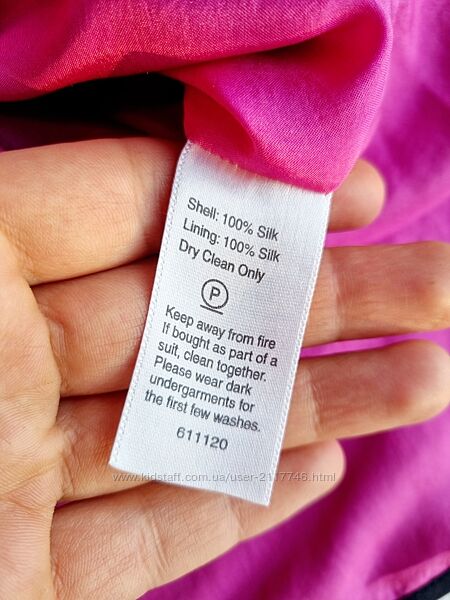 Shell: 100% Silk
Lining: 100% Silk
Dry Clean Only
P
Keep away from fire
If bought as part of a
suit, clean together.
Please wear dark
undergarments for
the first few washes.
611120
www.kidstaff.com.ua/user-2117746.html